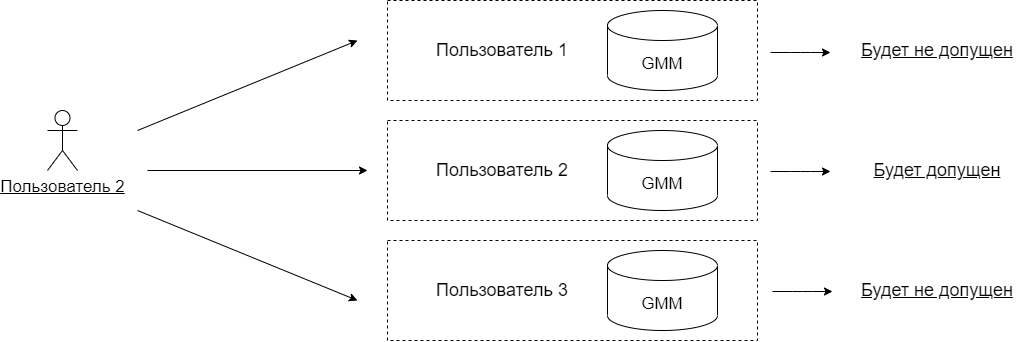 Пользователь 1
GMM
Будет не допущен
Пользователь 2
Пользователь 2
GMM
Будет допущен
Пользователь 3
GMM
Будет не допущен